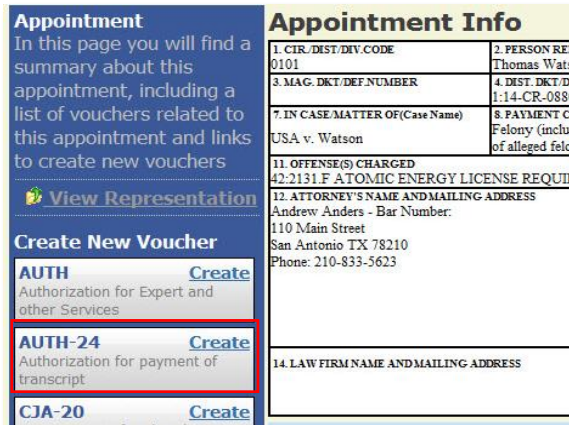 Appointment
In this page you will find a
summary about this
appointment, including a
list of vouchers related to
this appointment and links
to create new vouchers
View Representation
Create New Voucher
AUTH Create
Authorization for Expert and
other Services
AUTH-24 Create
Authorization for payment of
transcript
CJA-20 Create
Appointment Info
1. CIR./DIST/DIV.CODE
0101
2. PERSON RE
Thomas Wats
3. MAG. DKT/DEF.NUMBER
4. DIST. DKT/D
1:14-CR-088
7. IN CASE/MATTER OF(Case Name)
USA v. Watson
8. PAYMENT C
Felony (inclu
of alleged felo
11. OFFENSE(S) CHARGED
42:2131.F ATOMIC ENERGY LICENSE REQUI
12. ATTORNEY'S NAME AND MAILING ADDRESS
Andrew Anders - Bar Number:
110 Main Street
San Antonio TX 78210
Phone: 210-833-5623
14. LAW FIRM NAME AND MAILING ADDRESS